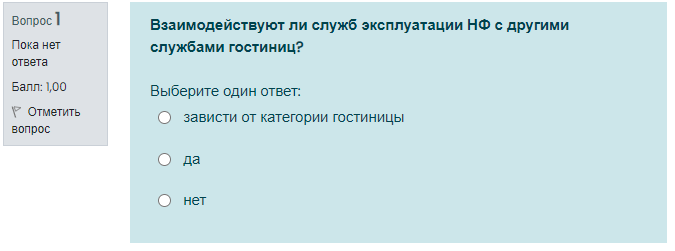 Вопрос 1
Пока нет
ответа
Балл: 1,00
Отметить
вопрос
Взаимодействуют ли служб эксплуатации НФ с другими
службами гостиниц?
Выберите один ответ:
зависти от категории гостиницы
да
нет